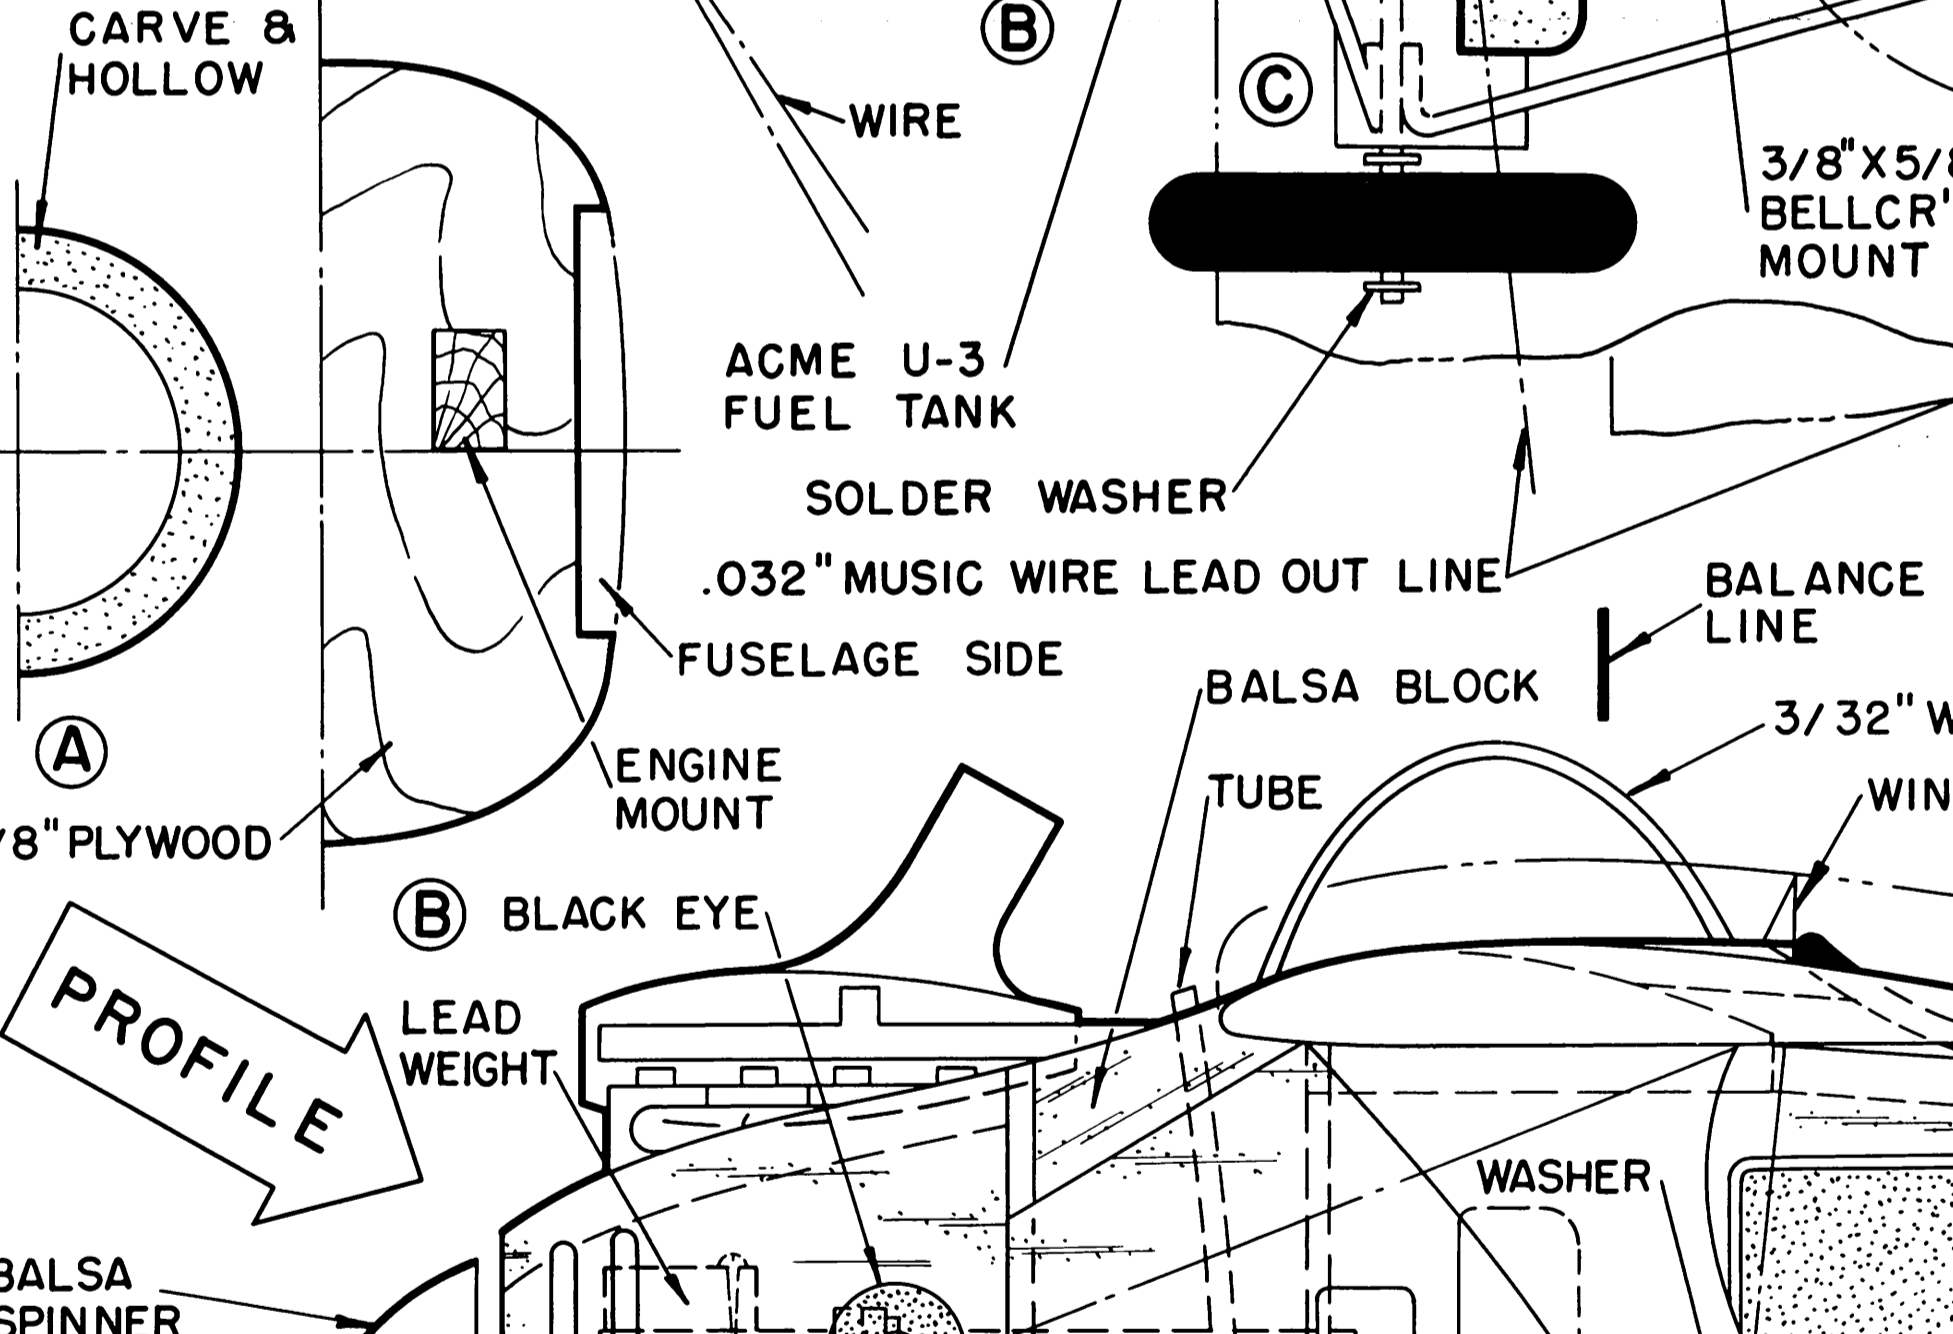 CARVE &
HOLLOW
B
C
WIRE
3/8"X5/8
BELLCR'
MOUNT
ACME U-3
FUEL TANK
SOLDER WASHER
.032" MUSIC WIRE LEAD OUT LINE
BALANCE
LINE
FUSELAGE SIDE
BALSA BLOCK
3/32" W
A
ENGINE
MOUNT
TUBE
WIN
/8" PLYWOOD
B
BLACK EYE
PROFILE
LEAD
WEIGHT
WASHER
BALSA
SPINNER